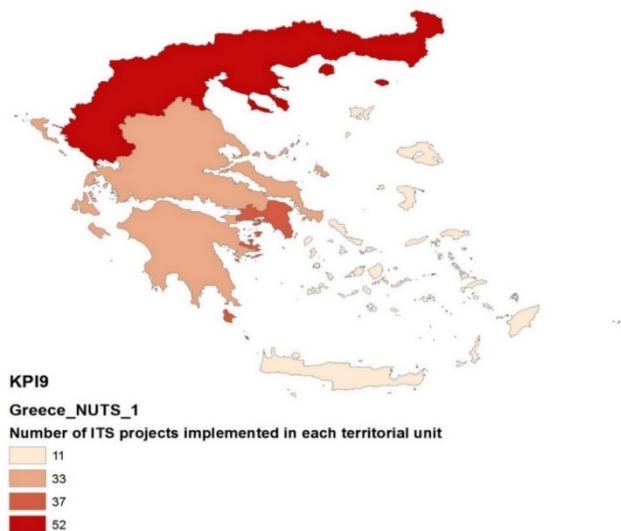 KPI9
Greece_NUTS_1
Number of ITS projects implemented in each territorial unit
11
33
37
52